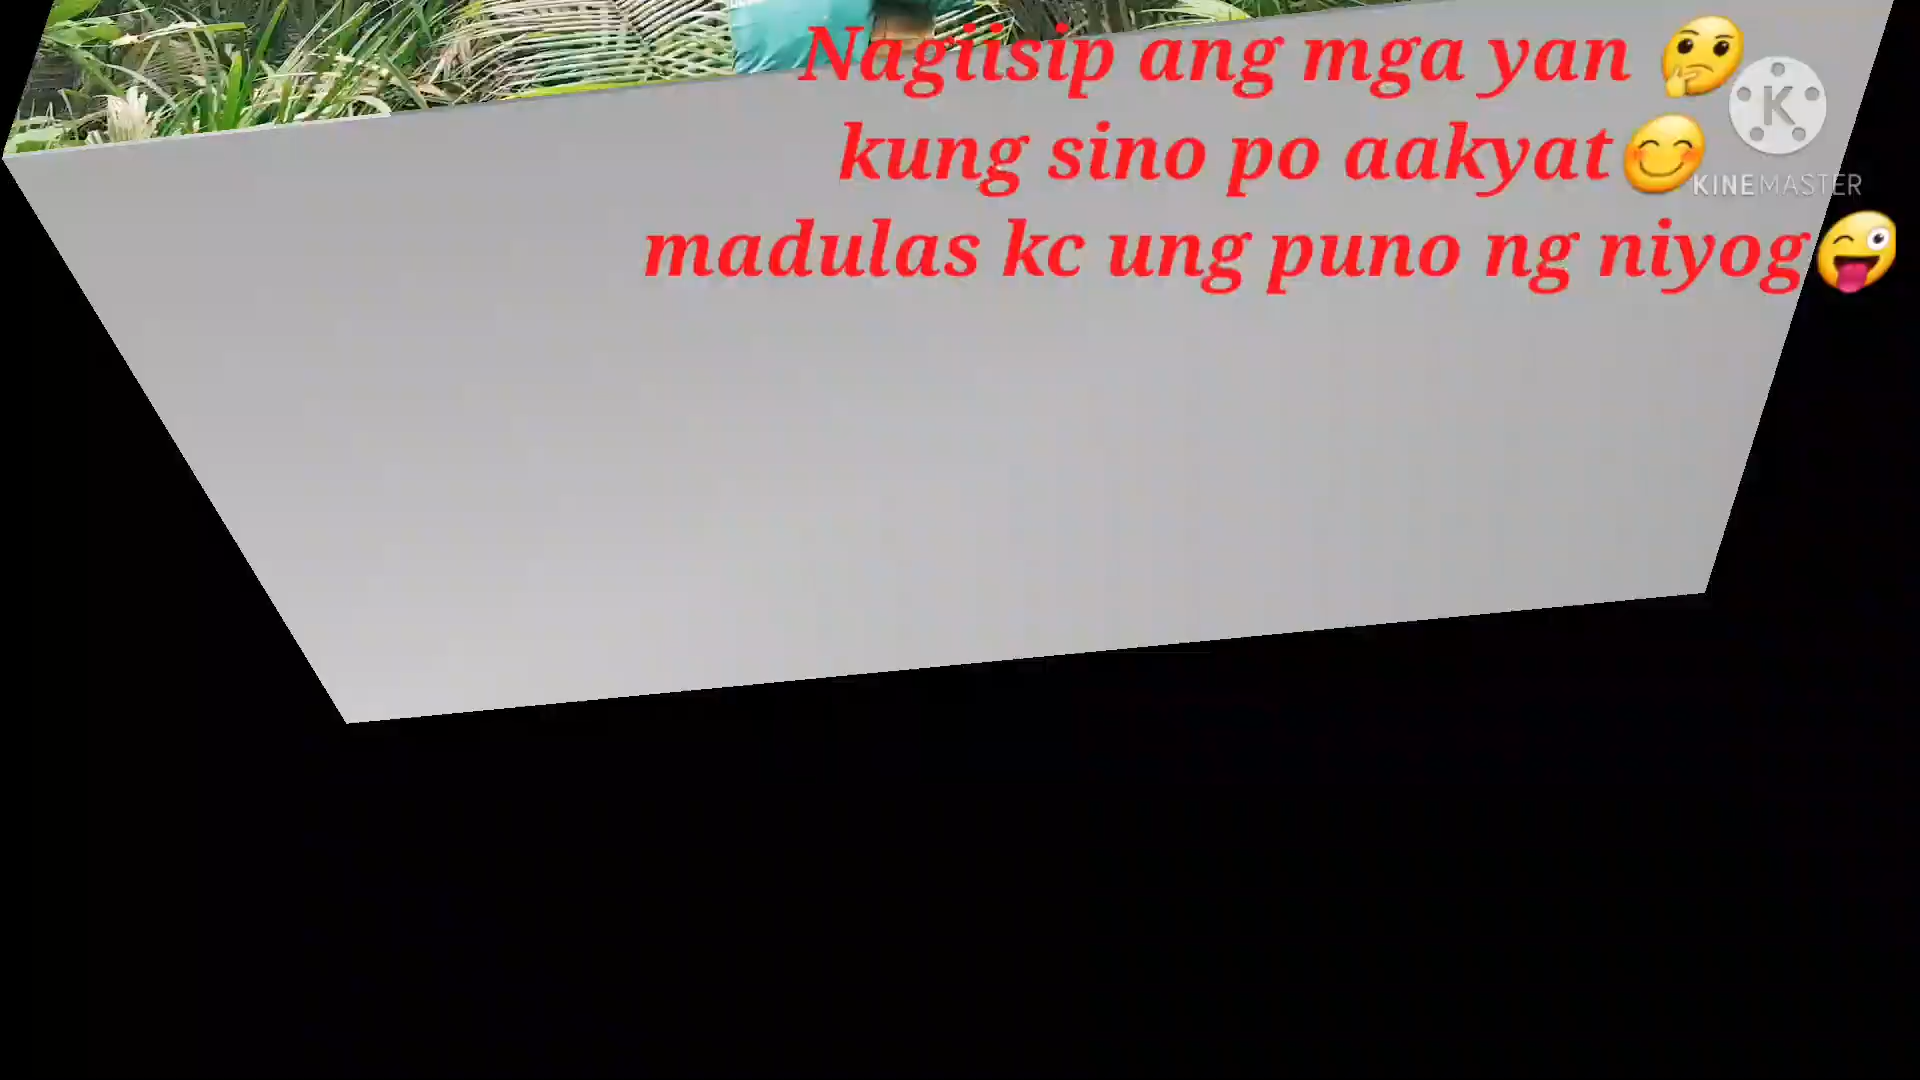 Nagiisip ang mga yan 🤔
kung sino po aakyat😊
madulas kc ung puno ng niyog😜
K
KINEMASTER